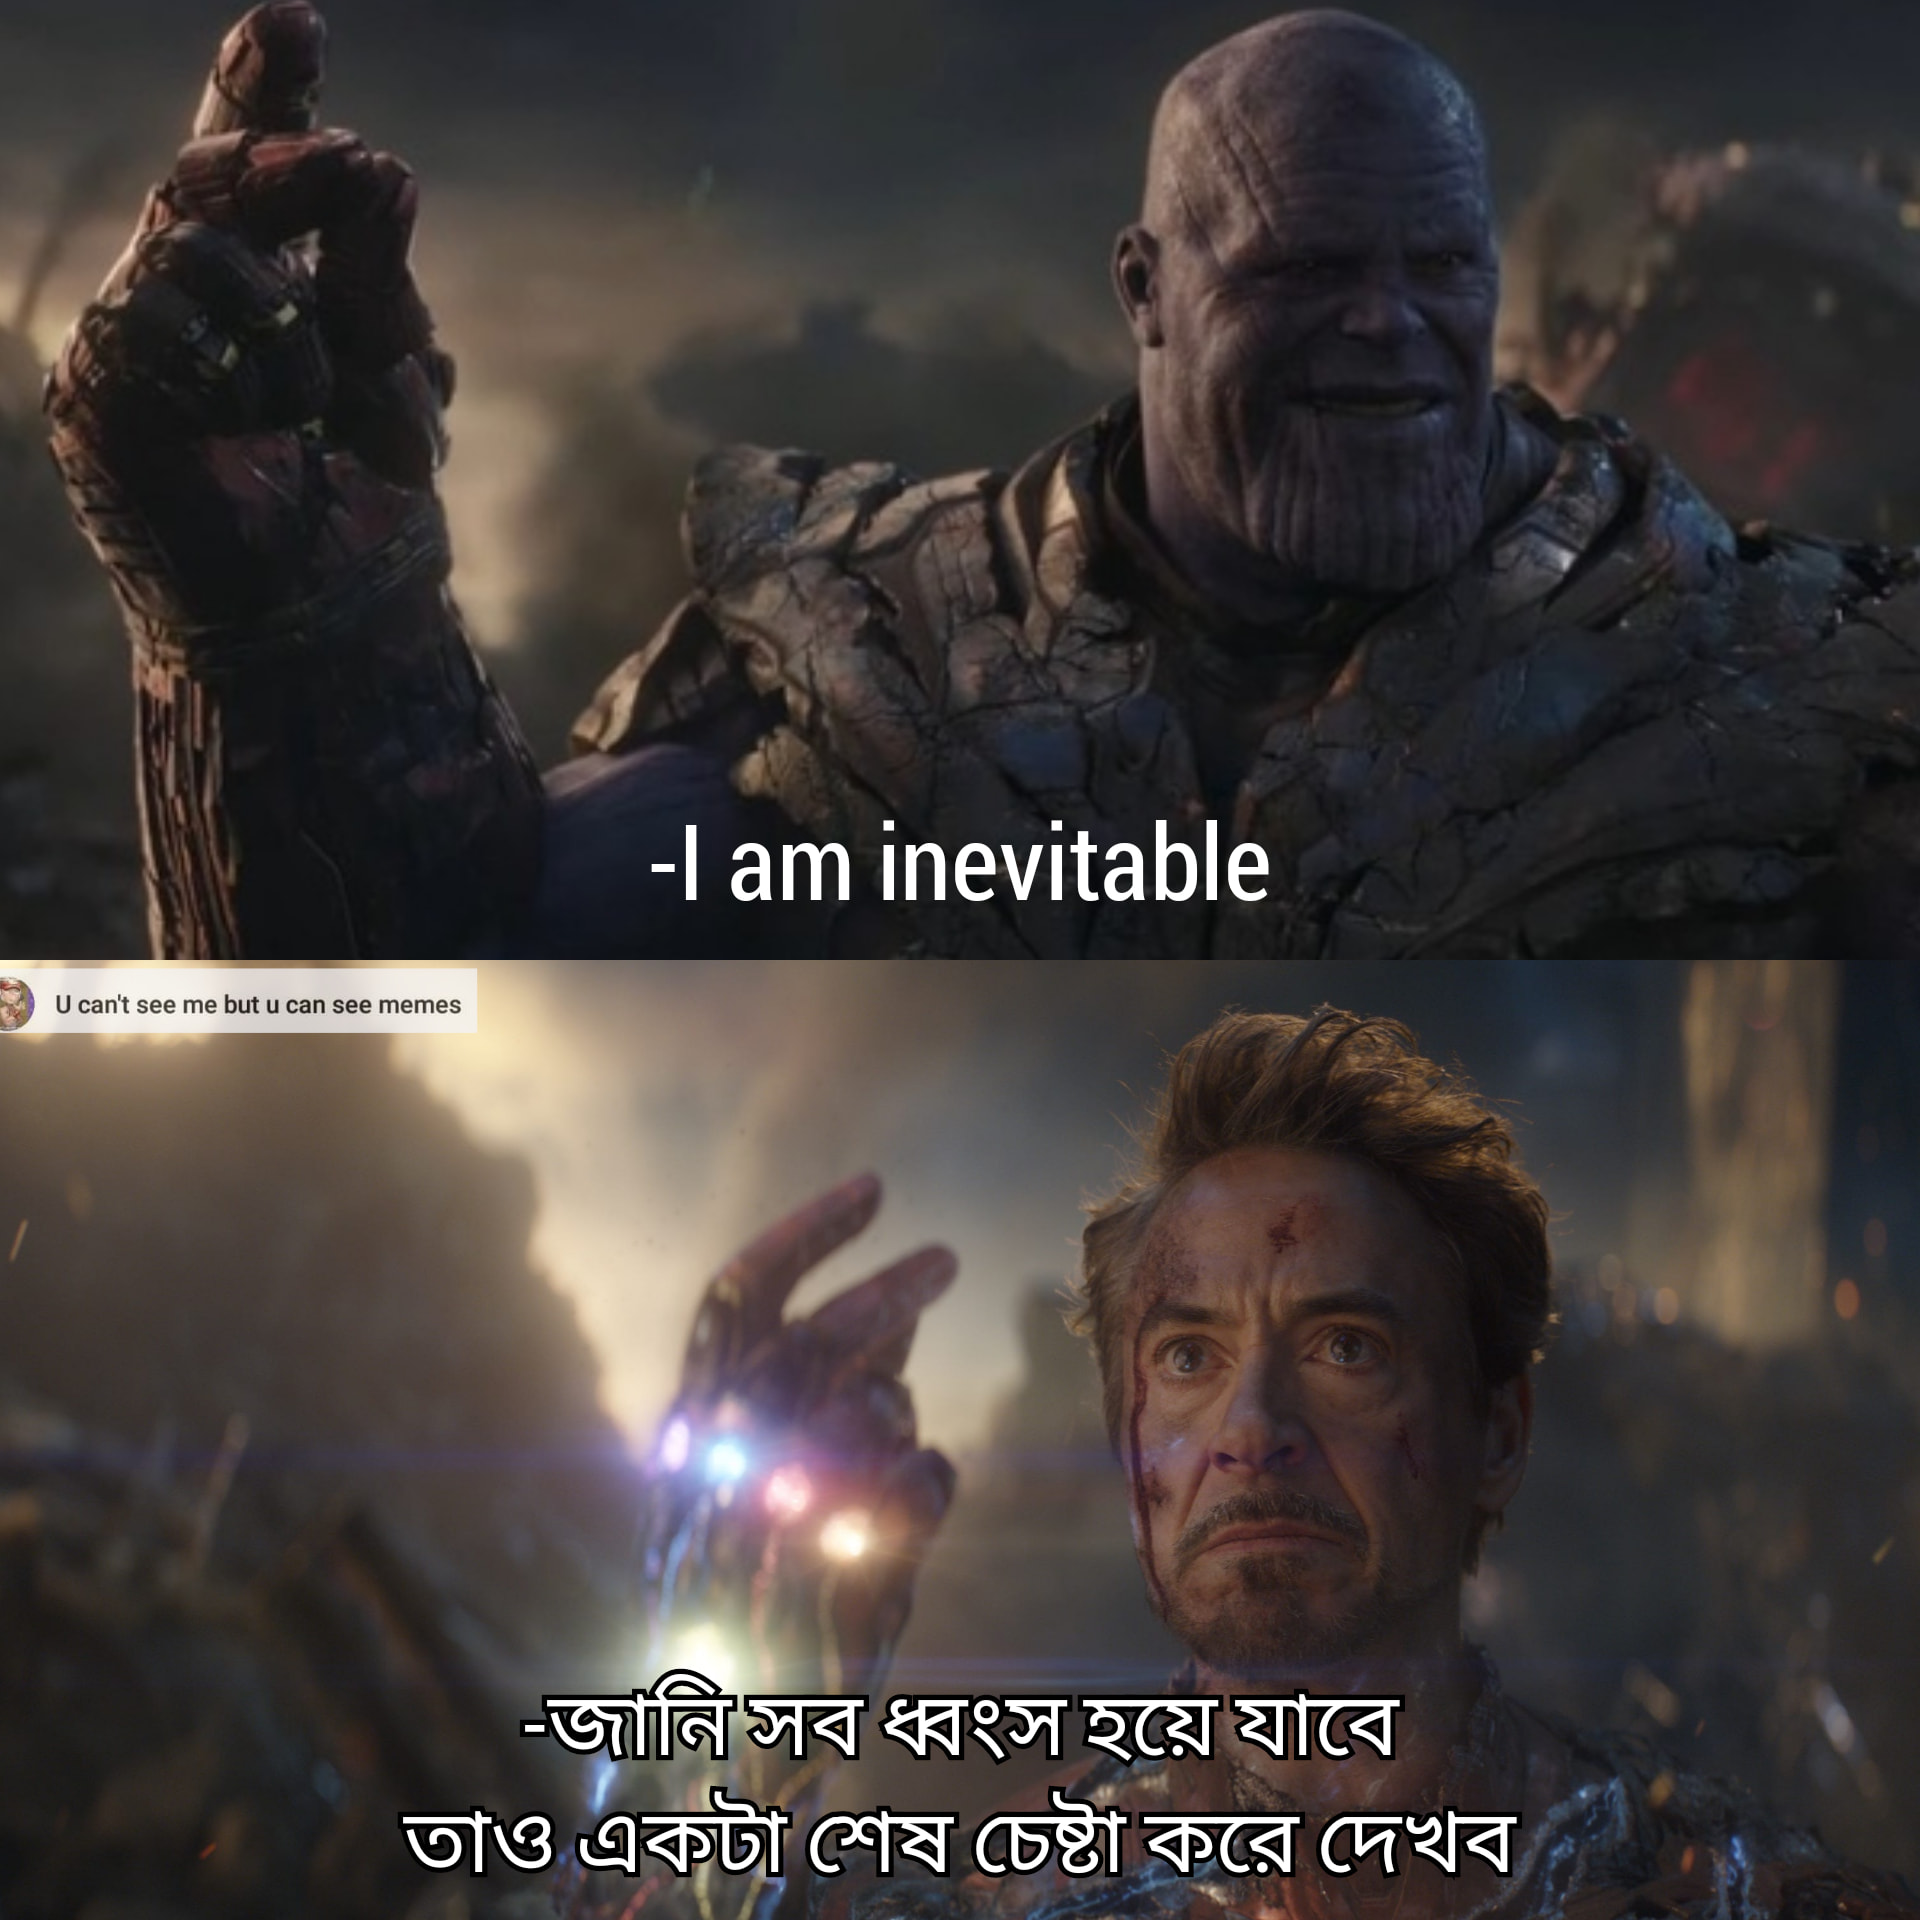 -I am inevitable
U can't see me but u can see memes
-জানি সব ধ্বংস হয়ে যাবে
তাও একটা শেষ চেষ্টা করে দেখব